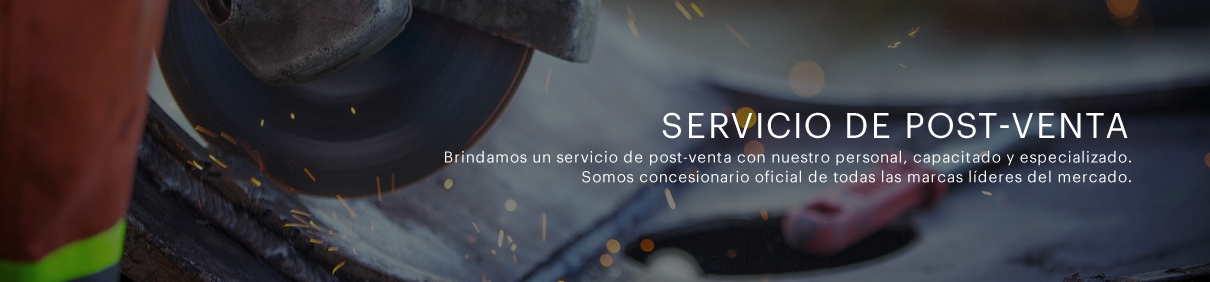 SERVICIO DE POST-VENTA
Brindamos un servicio de post-venta con nuestro personal, capacitado y especializado.
Somos concesionario oficial de todas las marcas líderes del mercado.